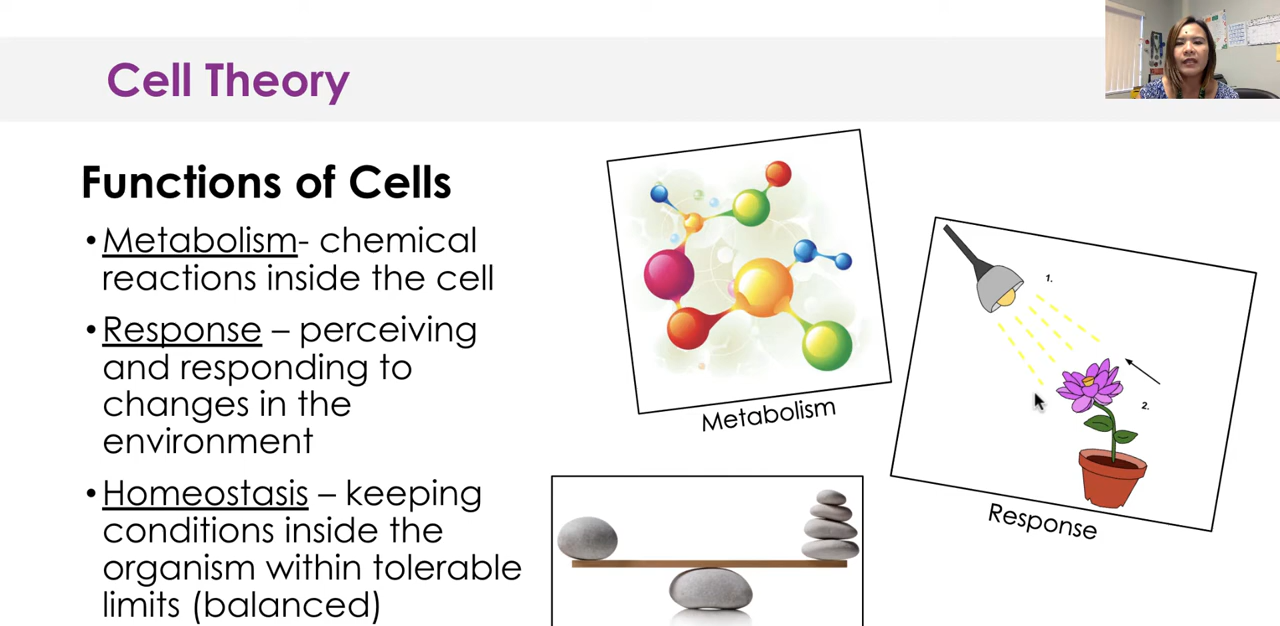 Cell Theory
Functions of Cells
• Metabolism- chemical
reactions inside the cell
• Response – perceiving
and responding to
changes in the
environment
• Homeostasis – keeping
conditions inside the
organism within tolerable
limits (balanced)
Metabolism
1.
2.
Response